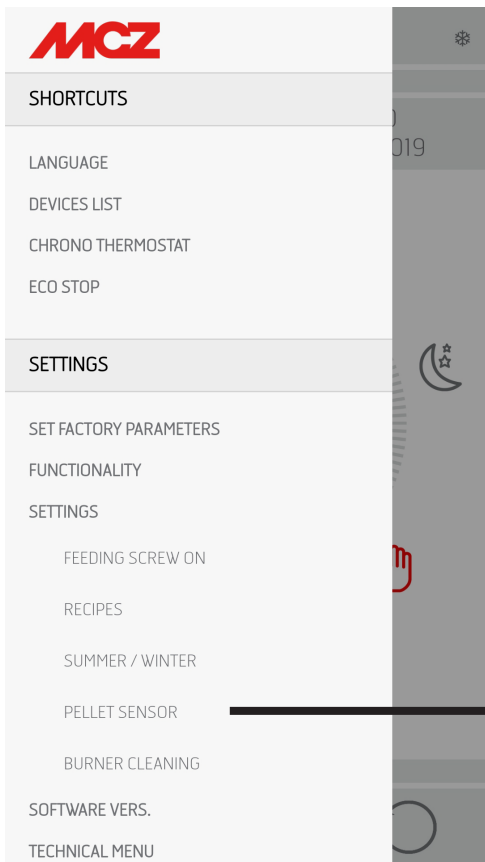 MCZ
SHORTCUTS
019
LANGUAGE
DEVICES LIST
CHRONO THERMOSTAT
ECO STOP
SETTINGS
SET FACTORY PARAMETERS
FUNCTIONALITY
SETTINGS
FEEDING SCREW ON
RECIPES
SUMMER / WINTER
PELLET SENSOR
BURNER CLEANING
SOFTWARE VERS.
TECHNICAL MENU